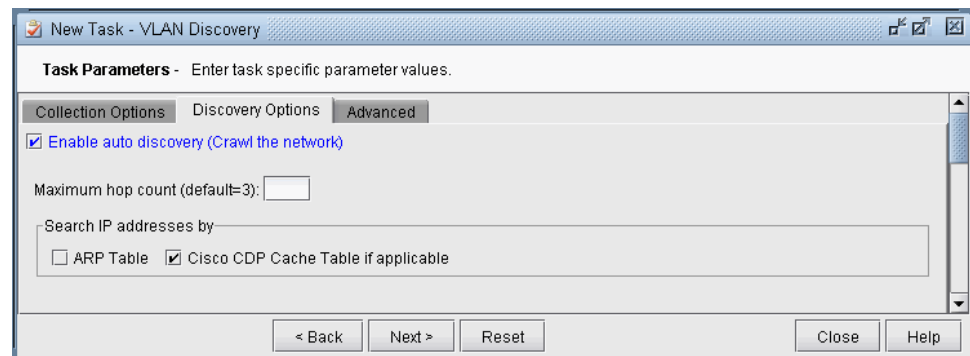 New Task - VLAN Discovery
Task Parameters - Enter task specific parameter values.
Collection Options Discovery Options Advanced
Enable auto discovery (Crawl the network)
Maximum hop count (default=3):
Search IP addresses by
ARP Table Cisco CDP Cache Table if applicable
< Back Next > Reset Close Help